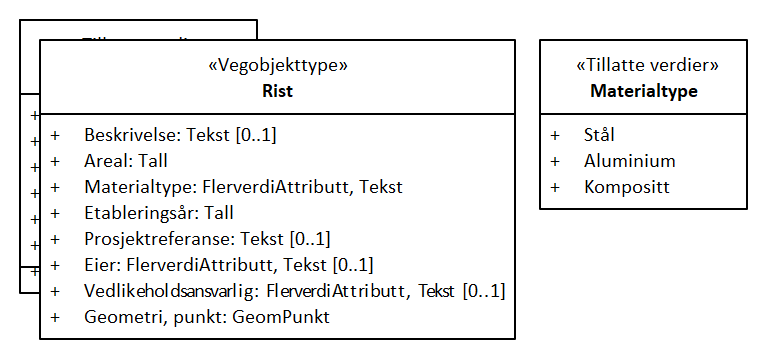 «Vegobjekttype»
Rist
+ Beskrivelse: Tekst [0..1]
+ Areal: Tall
+ Materialtype: FlerverdiAttributt, Tekst
+ Etableringsår: Tall
+ Prosjektreferanse: Tekst [0..1]
+ Eier: FlerverdiAttributt, Tekst [0..1]
+ Vedlikeholdsansvarlig: FlerverdiAttributt, Tekst [0..1]
+ Geometri, punkt: GeomPunkt
«Tillatte verdier»
Materialtype
+ Stål
+ Aluminium
+ Kompositt